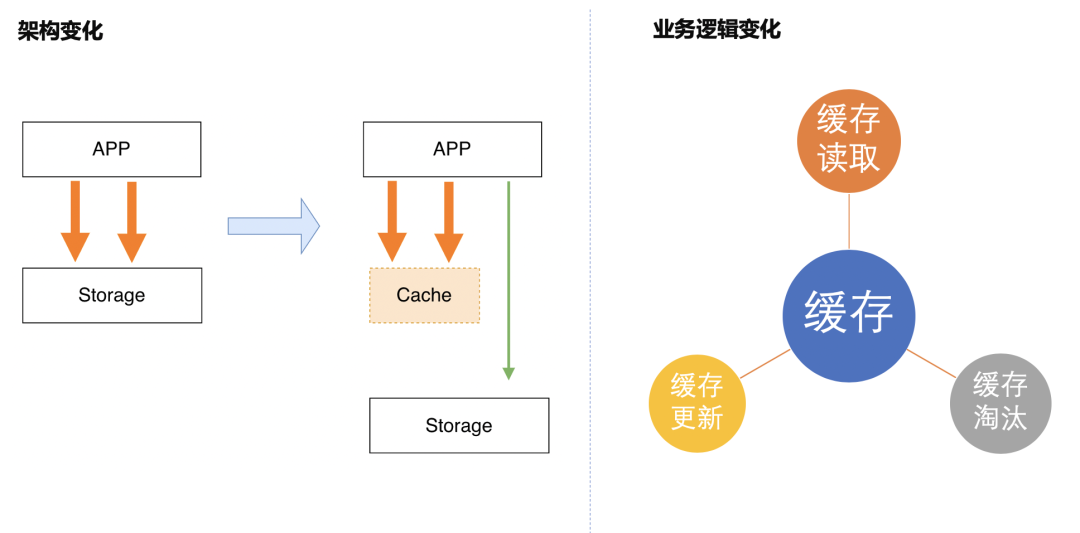 架构变化
APP
Storage
APP
Cache
Storage
业务逻辑变化
缓存
读取
缓存
缓存
更新
缓存
淘汰